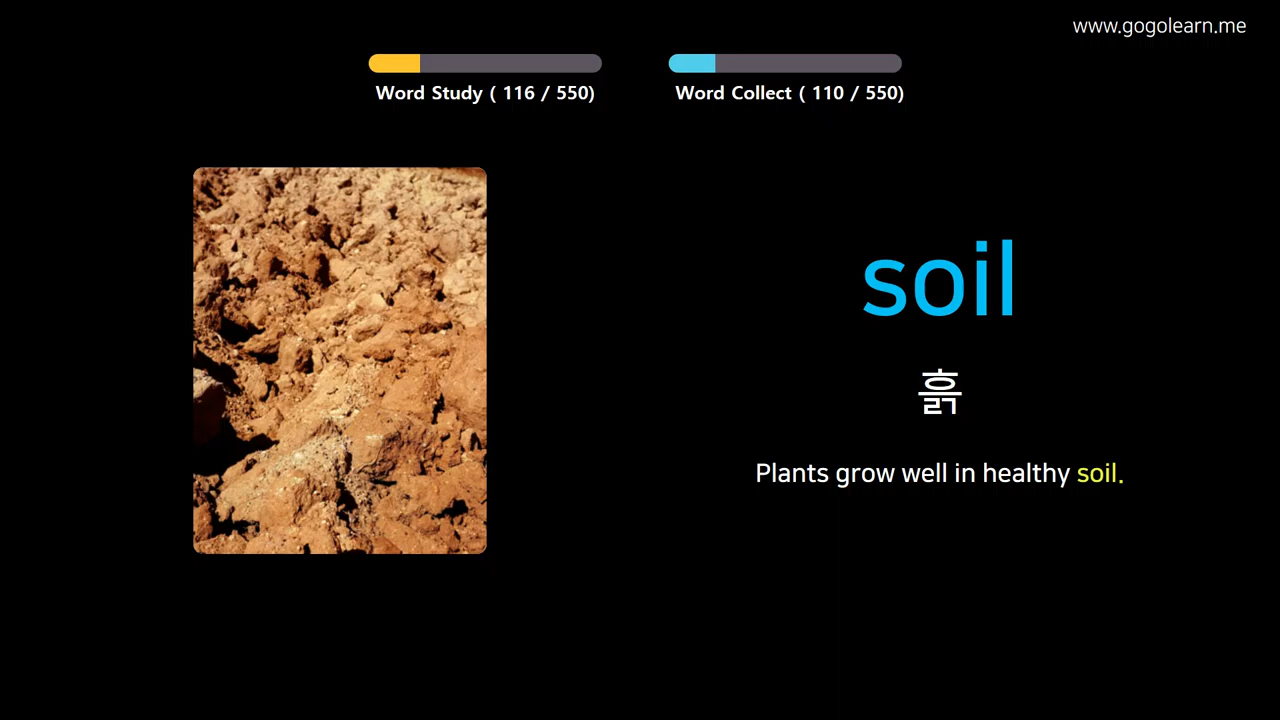 www.gogolearn.me
Word Study ( 116 / 550)
Word Collect ( 110 / 550)
soil
흙
Plants grow well in healthy soil.